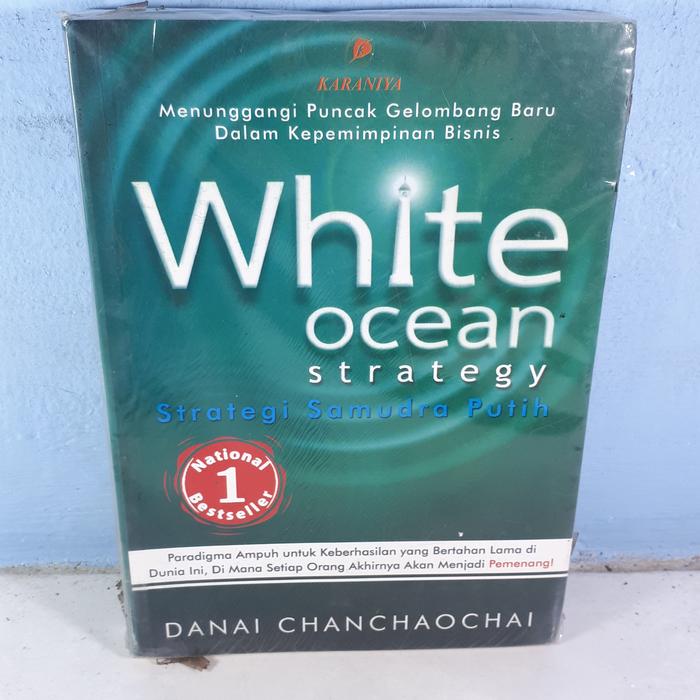 KARANIYA
Menunggangi Puncak Gelombang Baru
Dalam Kepemimpinan Bisnis
White
ocean
strategy
Strategi Samudra Putih
National
1
Bestseller
Paradigma Ampuh untuk Keberhasilan yang Bertahan Lama di
Dunia Ini, Di Mana Setiap Orang Akhirnya Akan Menjadi Pemenang!
DANAI CHANCHAOCHAI